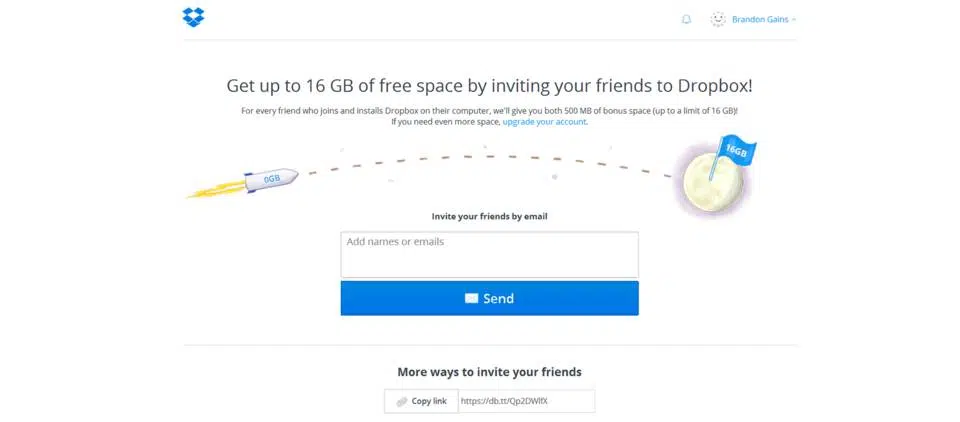 Brandon Gains
Get up to 16 GB of free space by inviting your friends to Dropbox!
For every friend who joins and installs Dropbox on their computer, we'll give you both 500 MB of bonus space (up to a limit of 16 GB)!
If you need even more space, upgrade your account.
16GB
0GB
Invite your friends by email
Add names or emails
Send
More ways to invite your friends
Copy link https://db.tt/Qp2DWlfX